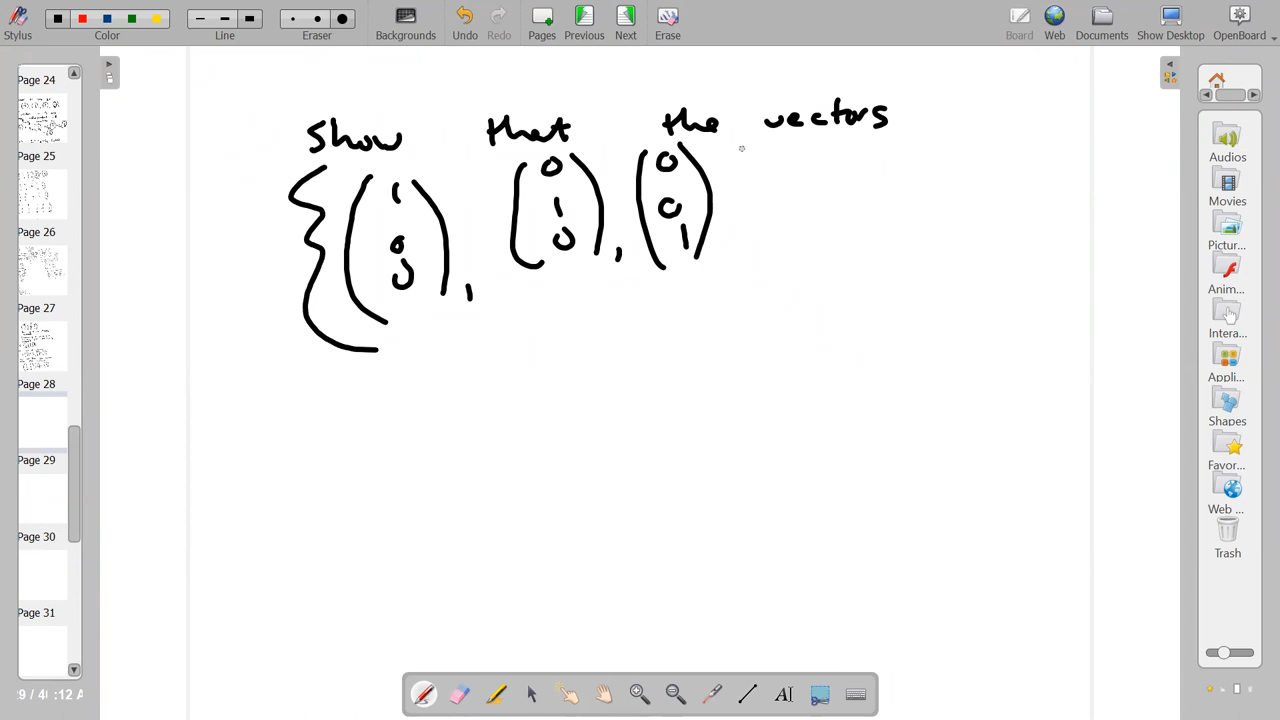 Stylus
Color
Line
Eraser
Backgrounds
Undo
Redo
Pages
Previous
Next
Erase
Board
Web
Documents
Show Desktop
OpenBoard
Page 24
Page 25
Page 26
Page 27
Page 28
Page 29
Page 30
Page 31
show that the vectors
{ ( 1 0 0 ) , ( 0 1 0 ) , ( 0 0 1 )
Audios
Movies
Pictur...
Anim...
Intera...
Appli...
Shapes
Favor...
Web ...
Trash